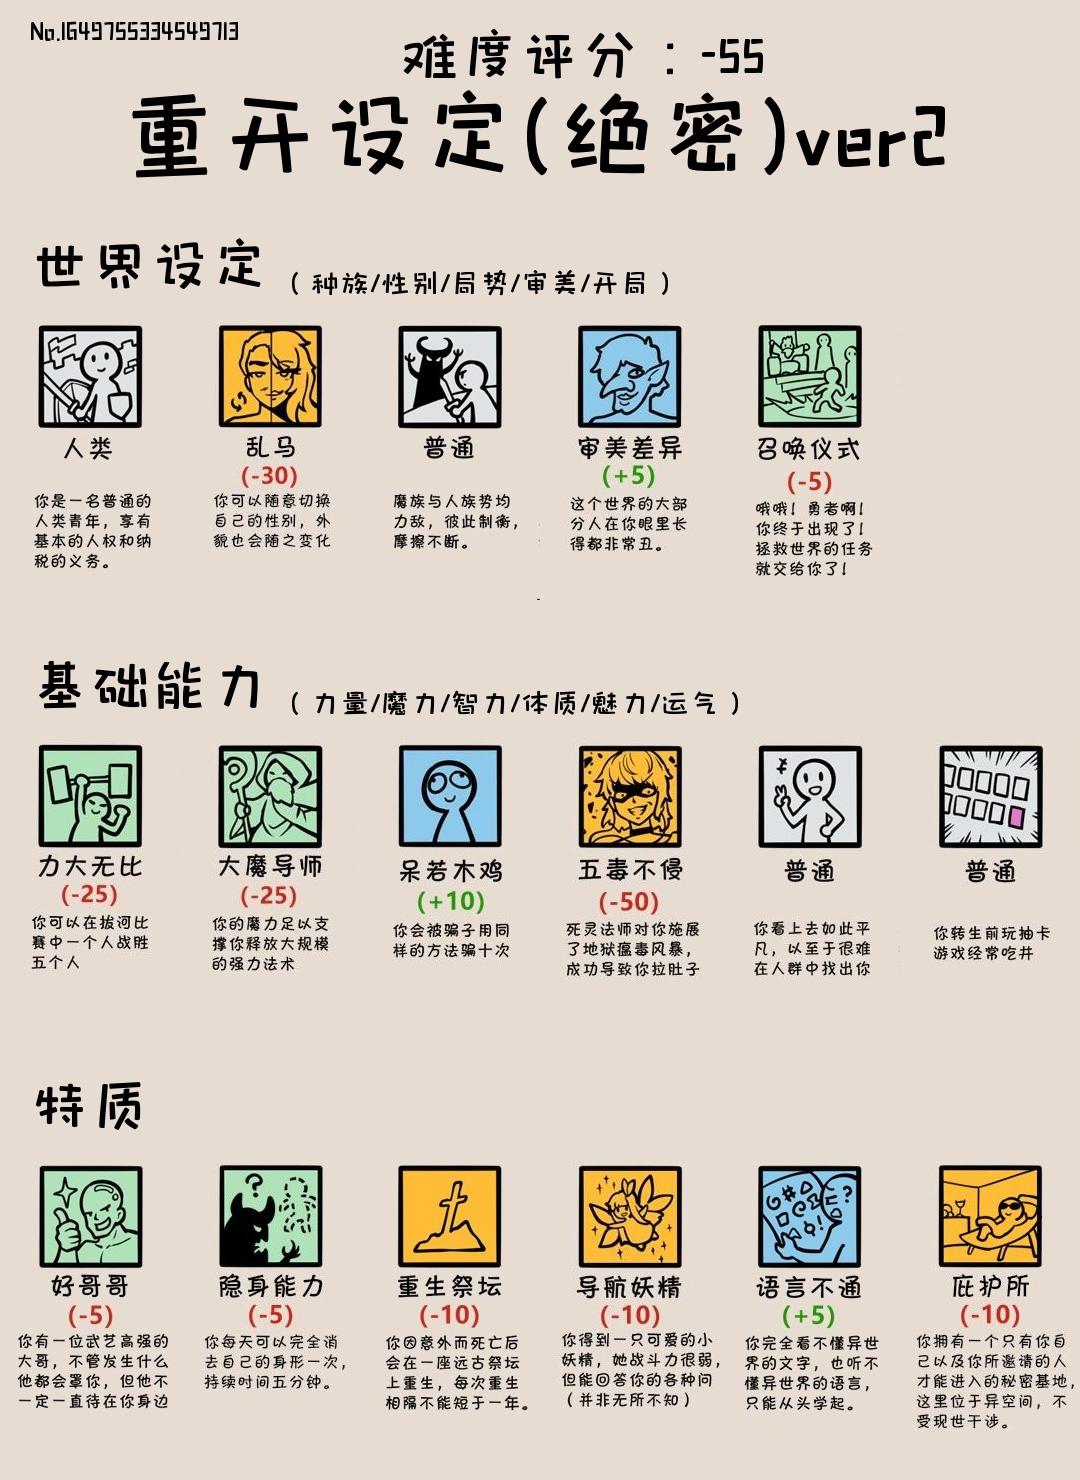 No.1649755334549713
难度评分：-55
重开设定(绝密)ver2
世界设定 （种族/性别/局势/审美/开局）
人类
你是一名普通的
人类青年，享有
基本的人权和纳
税的义务。
乱马
(-30)
你可以随意切换
自己的性别，外
貌也会随之变化
普通
魔族与人族势均
力敌，彼此制衡，
摩擦不断。
审美差异
(+5)
这个世界的大部
分人在你眼里长
得都非常丑。
召唤仪式
(-5)
哦哦！勇者啊！
你终于出现了！
拯救世界的任务
就交给你了！
基础能力 （力量/魔力/智力/体质/魅力/运气）
力大无比
(-25)
你可以在拔河比
赛中一个人战胜
五个人
大魔导师
(-25)
你的魔力足以支
撑你释放大规模
的强力法术
呆若木鸡
(+10)
你会被骗子用同
样的方法骗十次
五毒不侵
(-50)
死灵法师对你施展
了地狱瘟毒风暴，
成功导致你拉肚子
普通
你看上去如此平
凡，以至于很难
在人群中找出你
普通
你转生前玩抽卡
游戏经常吃井
特质
好哥哥
(-5)
你有一位武艺高强的
大哥，不管发生什么
他都会罩你，但他不
一定一直待在你身边
隐身能力
(-5)
你每天可以完全消
去自己的身形一次，
持续时间五分钟。
重生祭坛
(-10)
你因意外而死亡后
会在一座远古祭坛
上重生，每次重生
相隔不能短于一年。
导航妖精
(-10)
你得到一只可爱的小
妖精，她战斗力很弱，
但能回答你的各种问
（并非无所不知）
语言不通
(+5)
你完全看不懂异世
界的文字，也听不
懂异世界的语言，
只能从头学起。
庇护所
(-10)
你拥有一个只有你自
己以及你所邀请的人
才能进入的秘密基地，
这里位于异空间，不
受现世干涉。